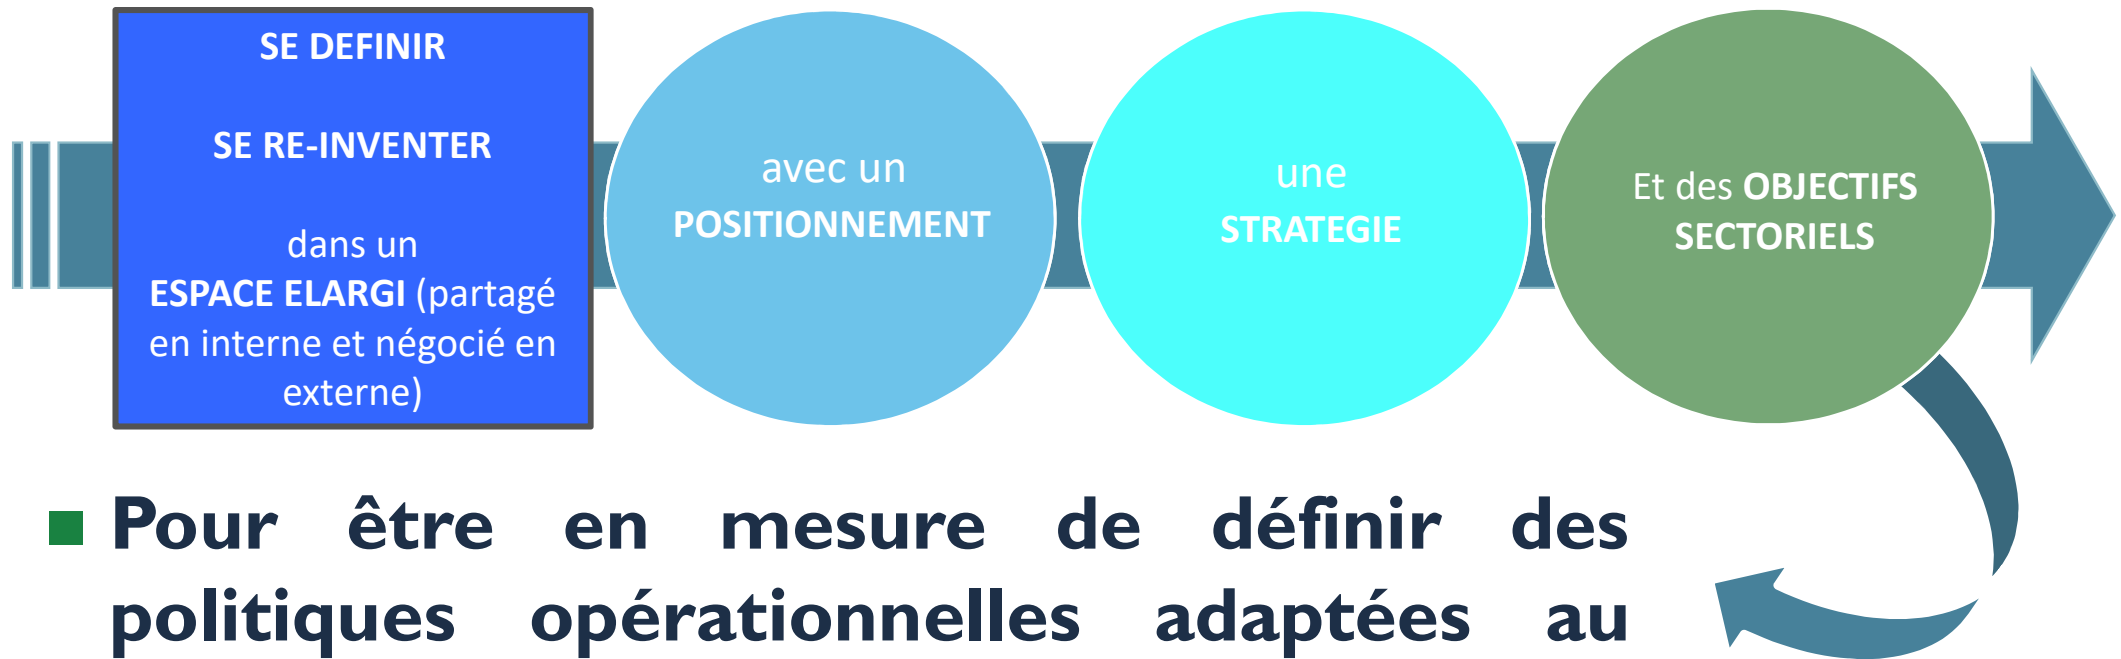 SE DEFINIR
SE RE-INVENTER
dans un
ESPACE ELARGI (partagé
en interne et négocié en
externe)
avec un
POSITIONNEMENT
une
STRATEGIE
Et des OBJECTIFS
SECTORIELS
Pour être en mesure de définir des
politiques opérationnelles adaptées au